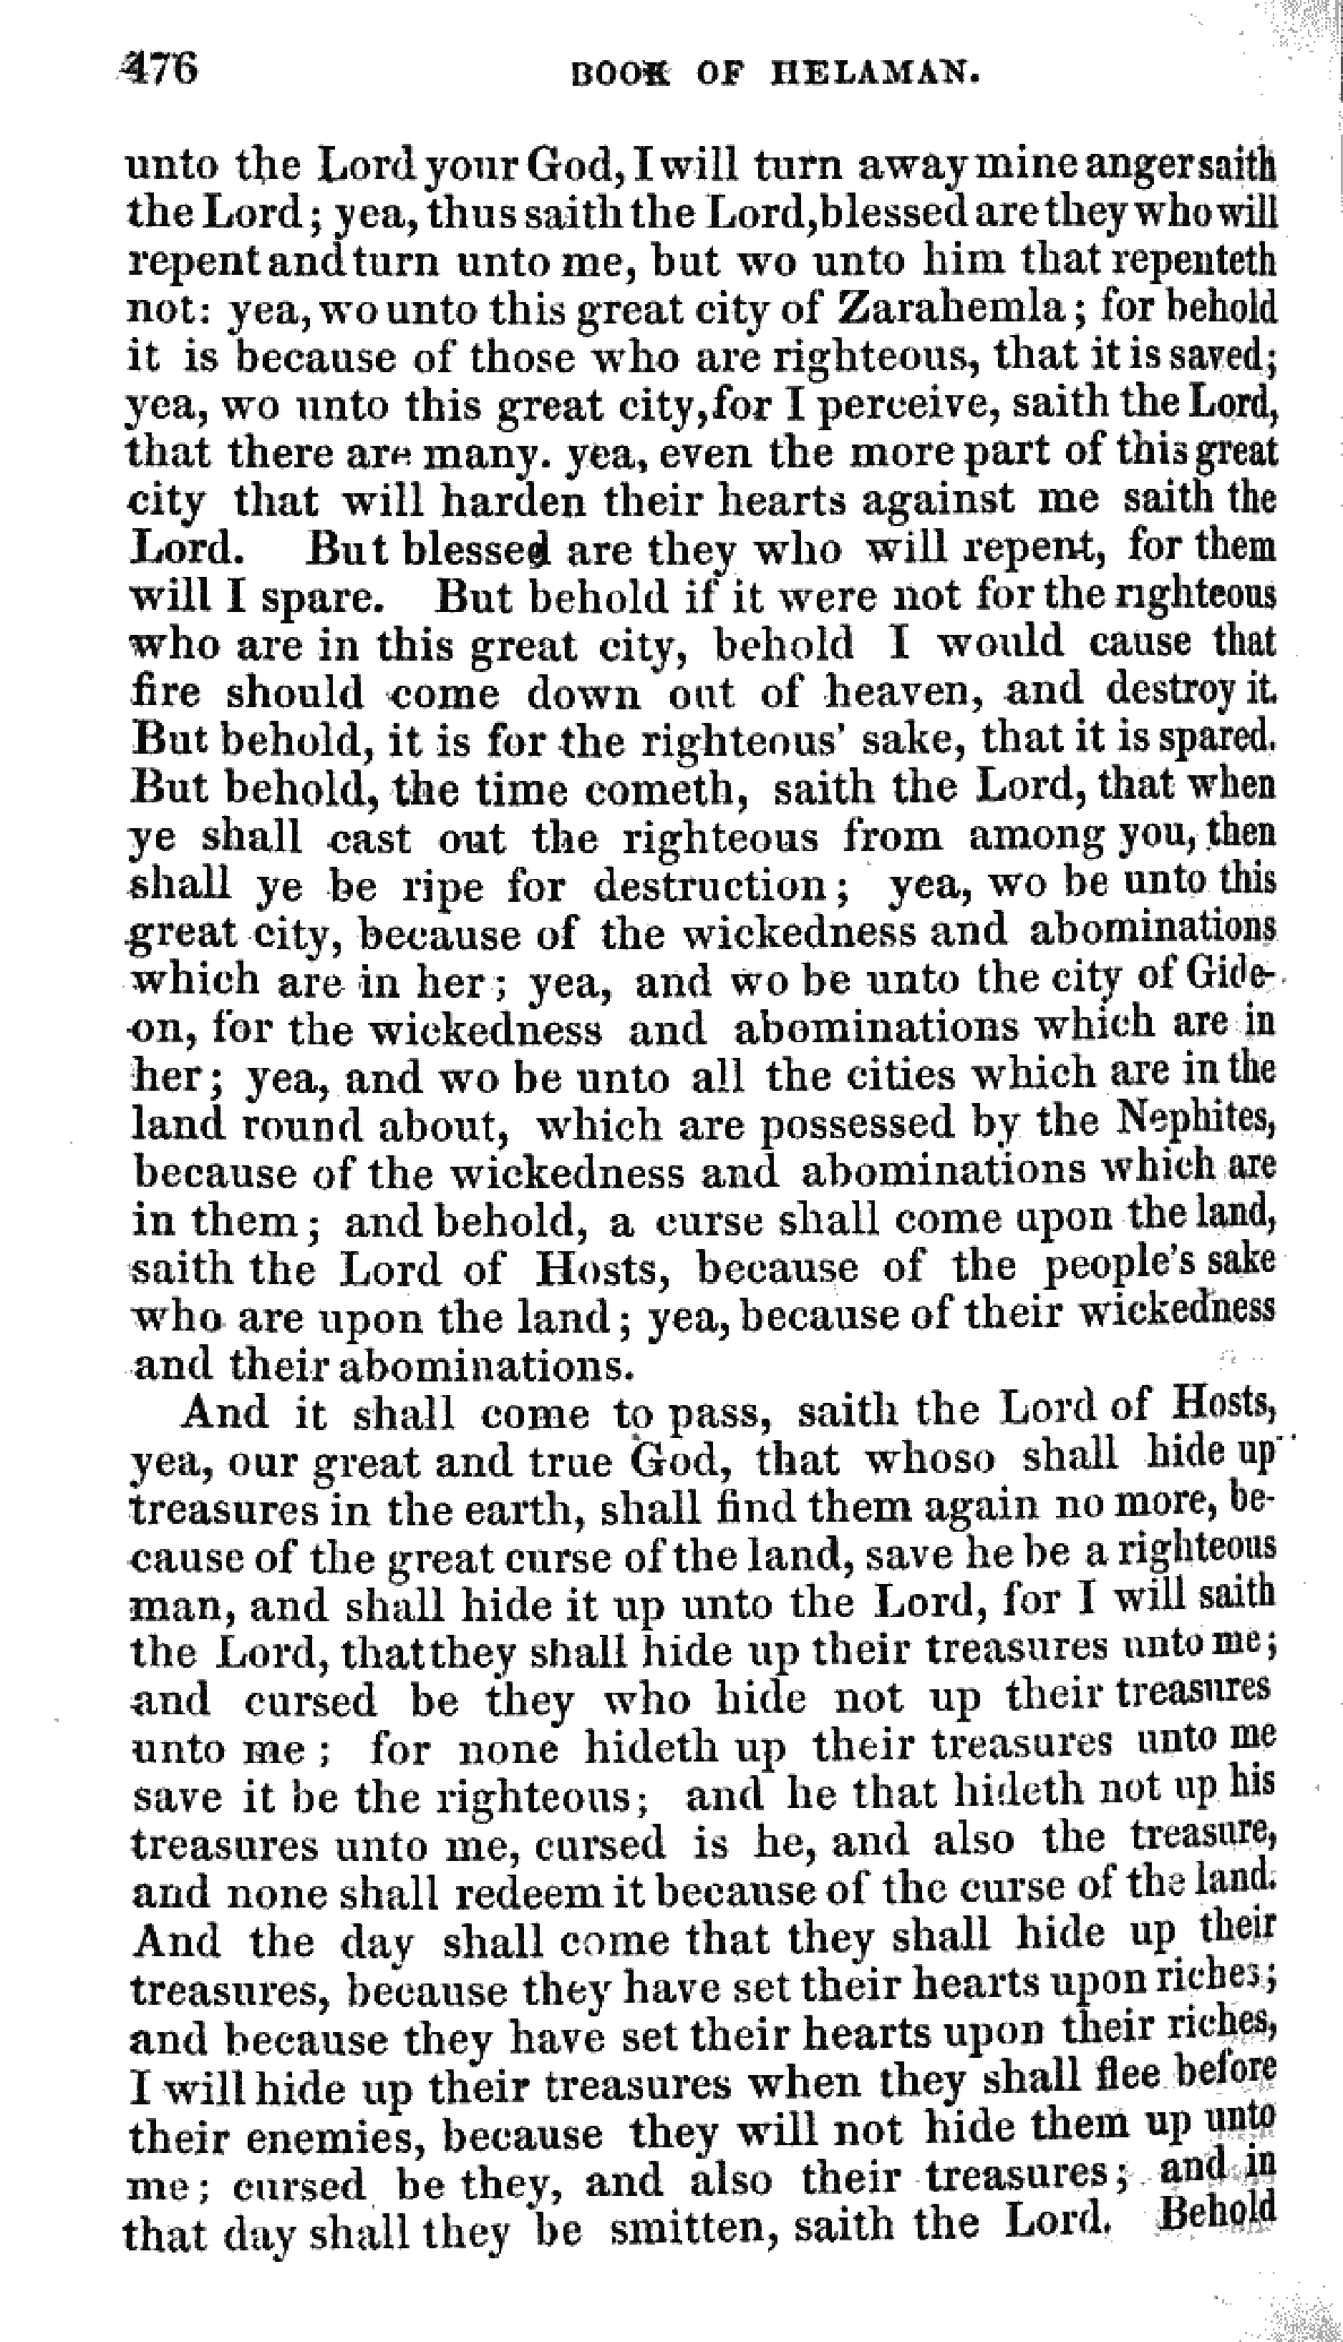 476 BOOK OF HELAMAN.
unto the Lord your God, I will turn away mine anger saith
the Lord; yea, thus saith the Lord, blessed are they who will
repent and turn unto me, but wo unto him that repenteth
not: yea, wo unto this great city of Zarahemla; for behold
it is because of those who are righteous, that it is saved;
yea, wo unto this great city, for I perceive, saith the Lord,
that there are many. yea, even the more part of this great
city that will harden their hearts against me saith the
Lord. But blessed are they who will repent, for them
will I spare. But behold if it were not for the righteous
who are in this great city, behold I would cause that
fire should come down out of heaven, and destroy it.
But behold, it is for the righteous' sake, that it is spared.
But behold, the time cometh, saith the Lord, that when
ye shall cast out the righteous from among you, then
shall ye be ripe for destruction; yea, wo be unto this
great city, because of the wickedness and abominations
which are in her; yea, and wo be unto the city of Gide-
on, for the wickedness and abominations which are in
her; yea, and wo be unto all the cities which are in the
land round about, which are possessed by the Nephites,
because of the wickedness and abominations which are
in them; and behold, a curse shall come upon the land,
saith the Lord of Hosts, because of the people's sake
who are upon the land; yea, because of their wickedness
and their abominations.
And it shall come to pass, saith the Lord of Hosts,
yea, our great and true God, that whoso shall hide up
treasures in the earth, shall find them again no more, be-
cause of the great curse of the land, save he be a righteous
man, and shall hide it up unto the Lord, for I will saith
the Lord, that they shall hide up their treasures unto me;
and cursed be they who hide not up their treasures
unto me; for none hideth up their treasures unto me
save it be the righteous; and he that hideth not up his
treasures unto me, cursed is he, and also the treasure,
and none shall redeem it because of the curse of the land.
And the day shall come that they shall hide up their
treasures, because they have set their hearts upon riches;
and because they have set their hearts upon their riches,
I will hide up their treasures when they shall flee before
their enemies, because they will not hide them up unto
me; cursed be they, and also their treasures; and in
that day shall they be smitten, saith the Lord. Behold